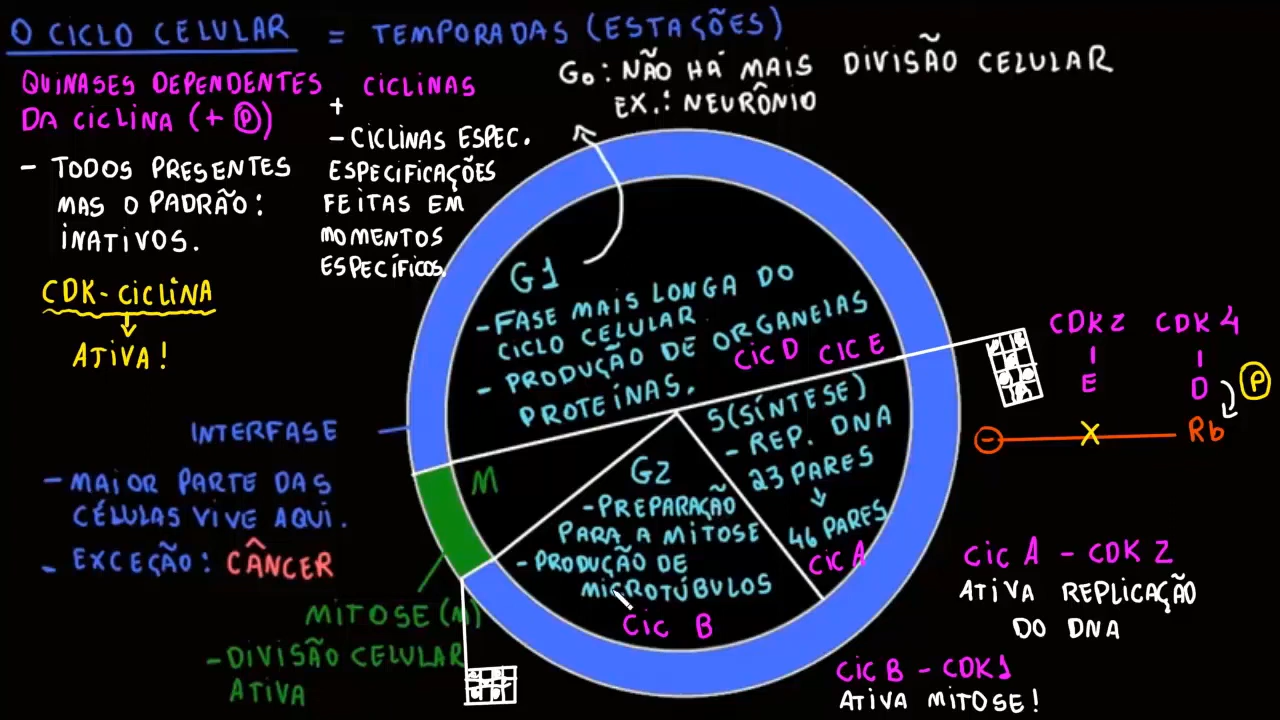 O CICLO CELULAR = TEMPORADAS (ESTAÇÕES)
G0: NÃO HÁ MAIS DIVISÃO CELULAR
EX.: NEURÔNIO
QUINASES DEPENDENTES
DA CICLINA (+ P)
- TODOS PRESENTES
MAS O PADRÃO:
INATIVOS.
CDK-CICLINA
ATIVA!
+ CICLINAS
- CICLINAS ESPEC.
ESPECIFICAÇÕES
FEITAS EM
MOMENTOS
ESPECÍFICOS.
G1
- FASE MAIS LONGA DO
CICLO CELULAR
- PRODUÇÃO DE ORGANELAS
PROTEÍNAS.
CIC D CIC E
S (SÍNTESE)
- REP. DNA
23 PARES
46 PARES
CIC A
G2
- PREPARAÇÃO
PARA A MITOSE
- PRODUÇÃO DE
MICROTÚBULOS
CIC B
M
INTERFASE
- MAIOR PARTE DAS
CÉLULAS VIVE AQUI.
- EXCEÇÃO: CÂNCER
MITOSE (M)
- DIVISÃO CELULAR
ATIVA
CDK2 CDK4
E D P
- X Rb
CIC A - CDK2
ATIVA REPLICAÇÃO
DO DNA
CIC B - CDK1
ATIVA MITOSE!